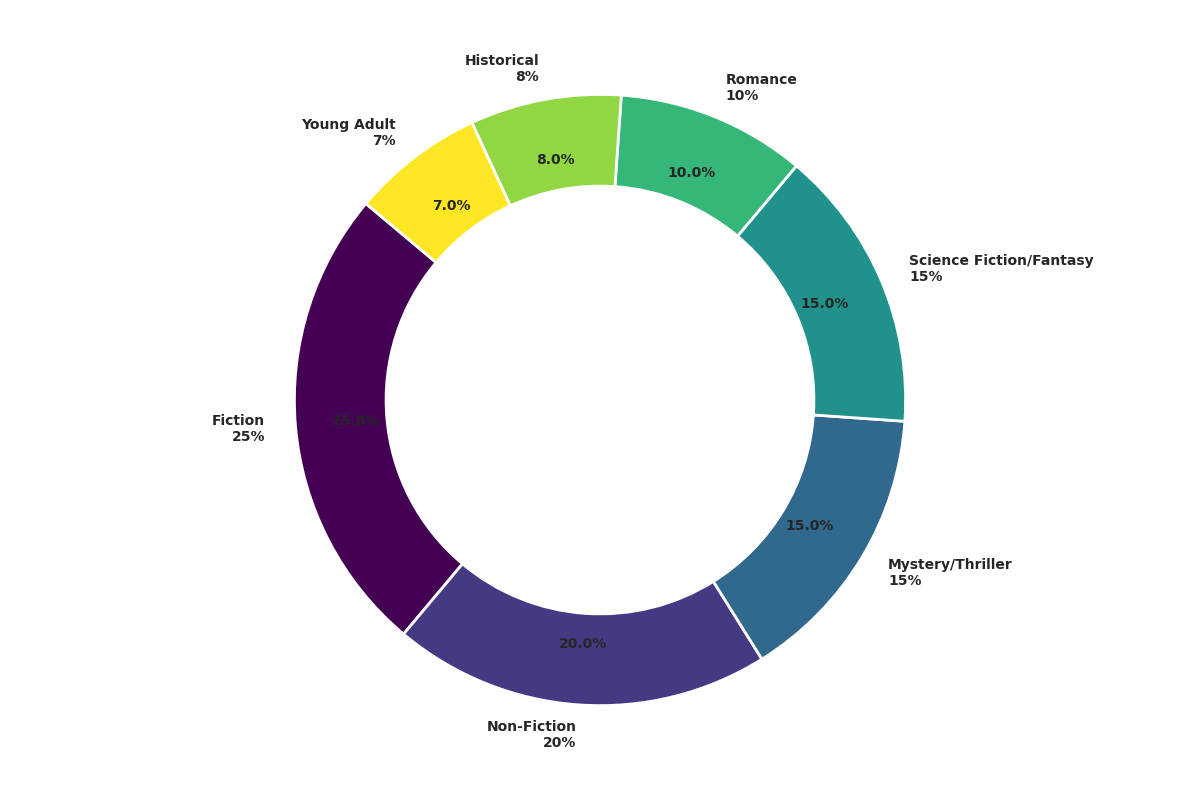 Historical
8%
Romance
10%
Young Adult
7%
8.0%
10.0%
7.0%
Science Fiction/Fantasy
15%
15.0%
Fiction
25%
25.0%
15.0%
Mystery/Thriller
15%
20.0%
Non-Fiction
20%